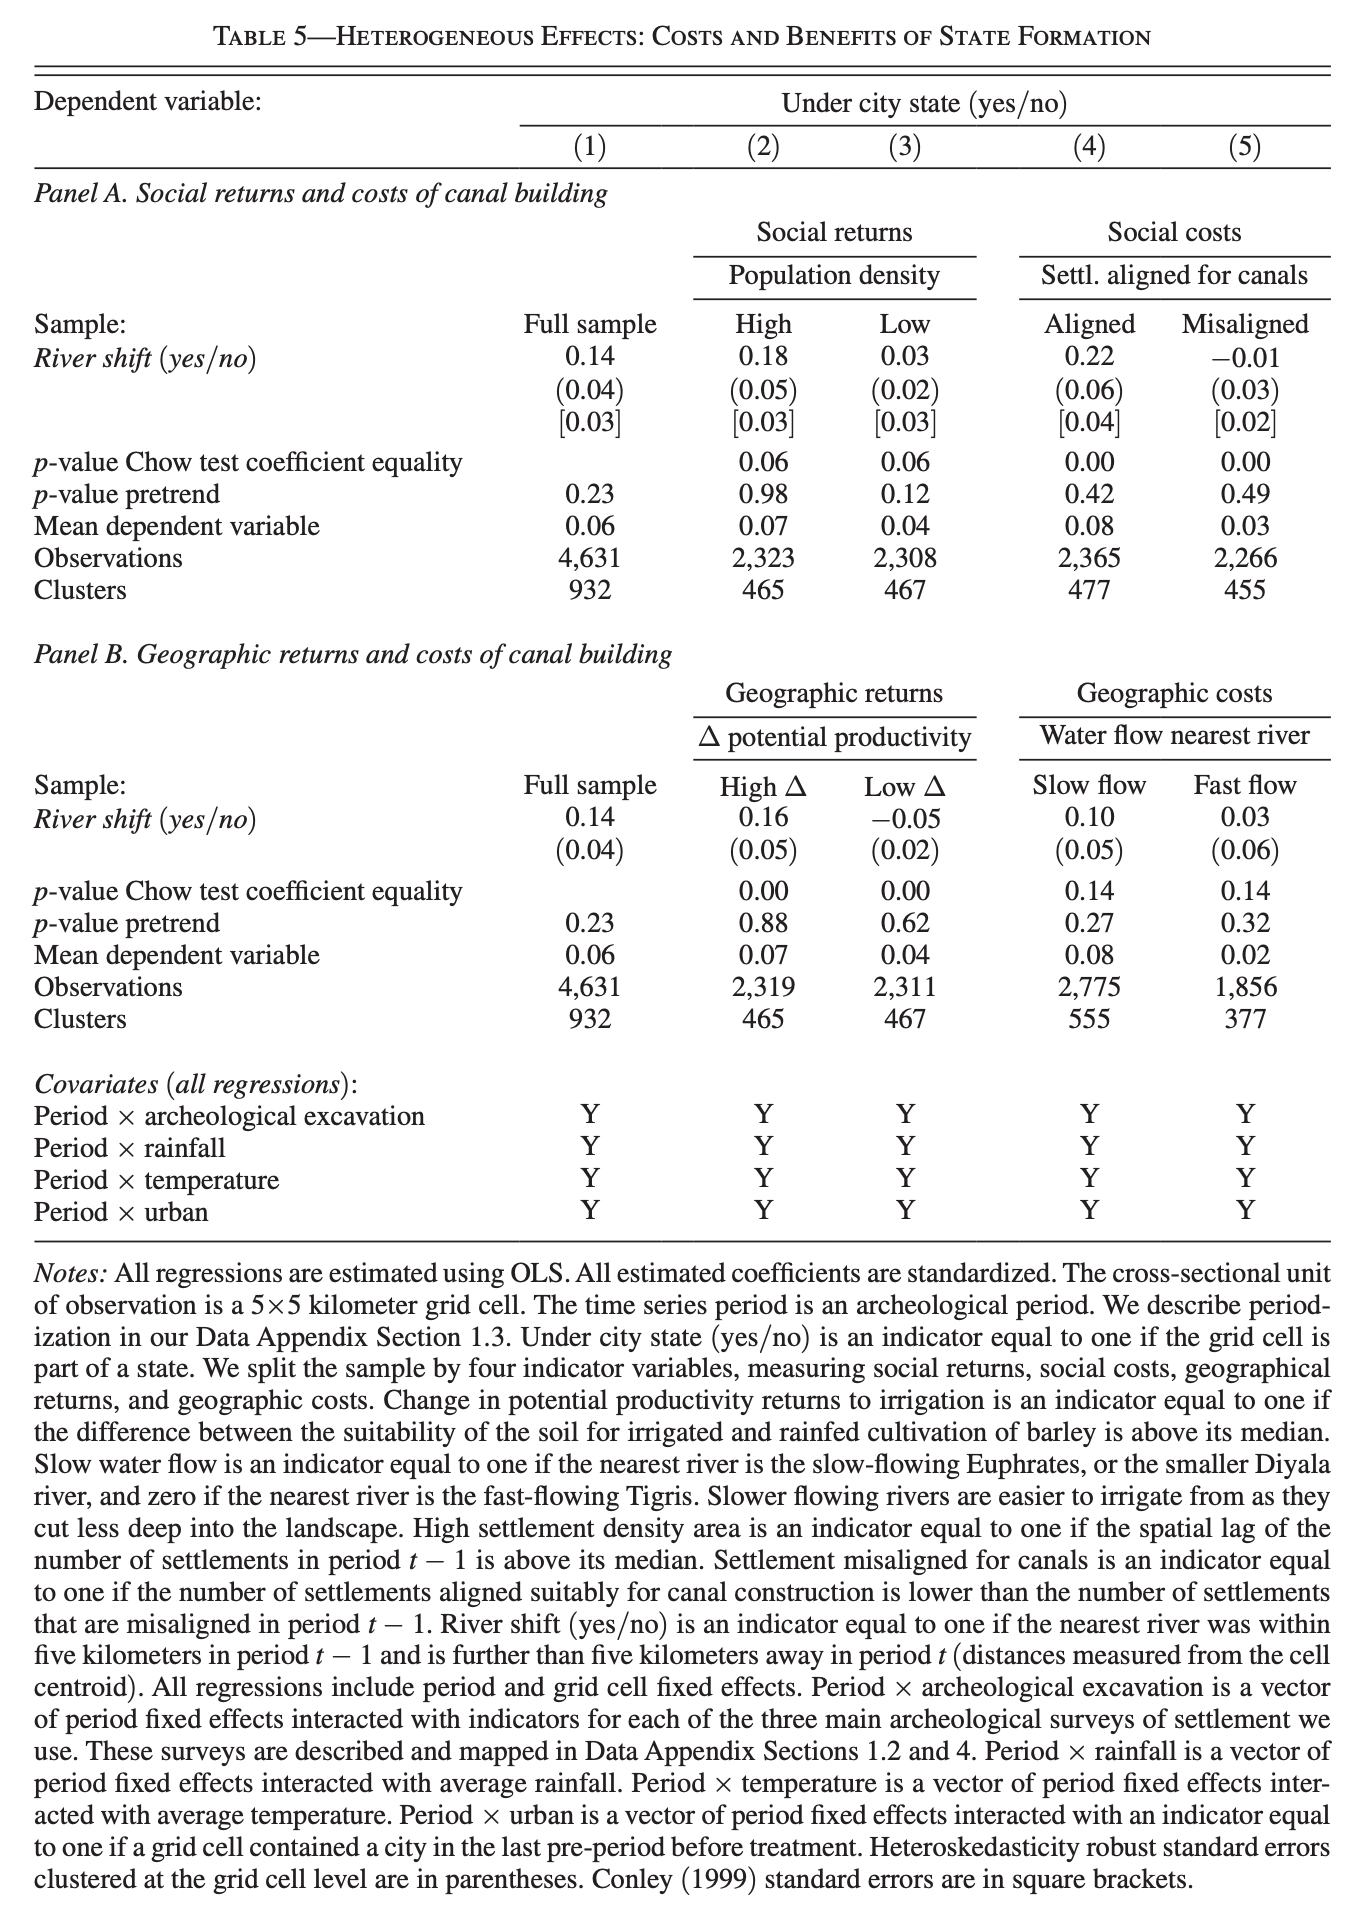 TABLE 5—HETEROGENEOUS EFFECTS: COSTS AND BENEFITS OF STATE FORMATION
Dependent variable: Under city state (yes/no)
(1) (2) (3) (4) (5)
Panel A. Social returns and costs of canal building
Social returns Social costs
Population density Settl. aligned for canals
Sample: Full sample High Low Aligned Misaligned
River shift (yes/no) 0.14 0.18 0.03 0.22 −0.01
(0.04) (0.05) (0.02) (0.06) (0.03)
[0.03] [0.03] [0.03] [0.04] [0.02]
p-value Chow test coefficient equality 0.06 0.06 0.00 0.00
p-value pretrend 0.23 0.98 0.12 0.42 0.49
Mean dependent variable 0.06 0.07 0.04 0.08 0.03
Observations 4,631 2,323 2,308 2,365 2,266
Clusters 932 465 467 477 455
Panel B. Geographic returns and costs of canal building
Geographic returns Geographic costs
Δ potential productivity Water flow nearest river
Sample: Full sample High Δ Low Δ Slow flow Fast flow
River shift (yes/no) 0.14 0.16 −0.05 0.10 0.03
(0.04) (0.05) (0.02) (0.05) (0.06)
p-value Chow test coefficient equality 0.00 0.00 0.14 0.14
p-value pretrend 0.23 0.88 0.62 0.27 0.32
Mean dependent variable 0.06 0.07 0.04 0.08 0.02
Observations 4,631 2,319 2,311 2,775 1,856
Clusters 932 465 467 555 377
Covariates (all regressions):
Period × archeological excavation Y Y Y Y Y
Period × rainfall Y Y Y Y Y
Period × temperature Y Y Y Y Y
Period × urban Y Y Y Y Y
Notes: All regressions are estimated using OLS. All estimated coefficients are standardized. The cross-sectional unit
of observation is a 5×5 kilometer grid cell. The time series period is an archeological period. We describe period-
ization in our Data Appendix Section 1.3. Under city state (yes/no) is an indicator equal to one if the grid cell is
part of a state. We split the sample by four indicator variables, measuring social returns, social costs, geographical
returns, and geographic costs. Change in potential productivity returns to irrigation is an indicator equal to one if
the difference between the suitability of the soil for irrigated and rainfed cultivation of barley is above its median.
Slow water flow is an indicator equal to one if the nearest river is the slow-flowing Euphrates, or the smaller Diyala
river, and zero if the nearest river is the fast-flowing Tigris. Slower flowing rivers are easier to irrigate from as they
cut less deep into the landscape. High settlement density area is an indicator equal to one if the spatial lag of the
number of settlements in period t − 1 is above its median. Settlement misaligned for canals is an indicator equal
to one if the number of settlements aligned suitably for canal construction is lower than the number of settlements
that are misaligned in period t − 1. River shift (yes/no) is an indicator equal to one if the nearest river was within
five kilometers in period t − 1 and is further than five kilometers away in period t (distances measured from the cell
centroid). All regressions include period and grid cell fixed effects. Period × archeological excavation is a vector
of period fixed effects interacted with indicators for each of the three main archeological surveys of settlement we
use. These surveys are described and mapped in Data Appendix Sections 1.2 and 4. Period × rainfall is a vector of
period fixed effects interacted with average rainfall. Period × temperature is a vector of period fixed effects inter-
acted with average temperature. Period × urban is a vector of period fixed effects interacted with an indicator equal
to one if a grid cell contained a city in the last pre-period before treatment. Heteroskedasticity robust standard errors
clustered at the grid cell level are in parentheses. Conley (1999) standard errors are in square brackets.